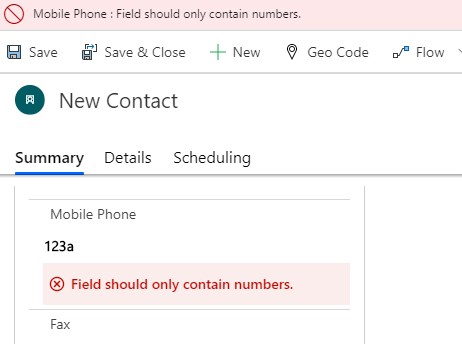 Mobile Phone : Field should only contain numbers.
Save Save & Close New Geo Code Flow
New Contact
Summary Details Scheduling
Mobile Phone
123a
Field should only contain numbers.
Fax